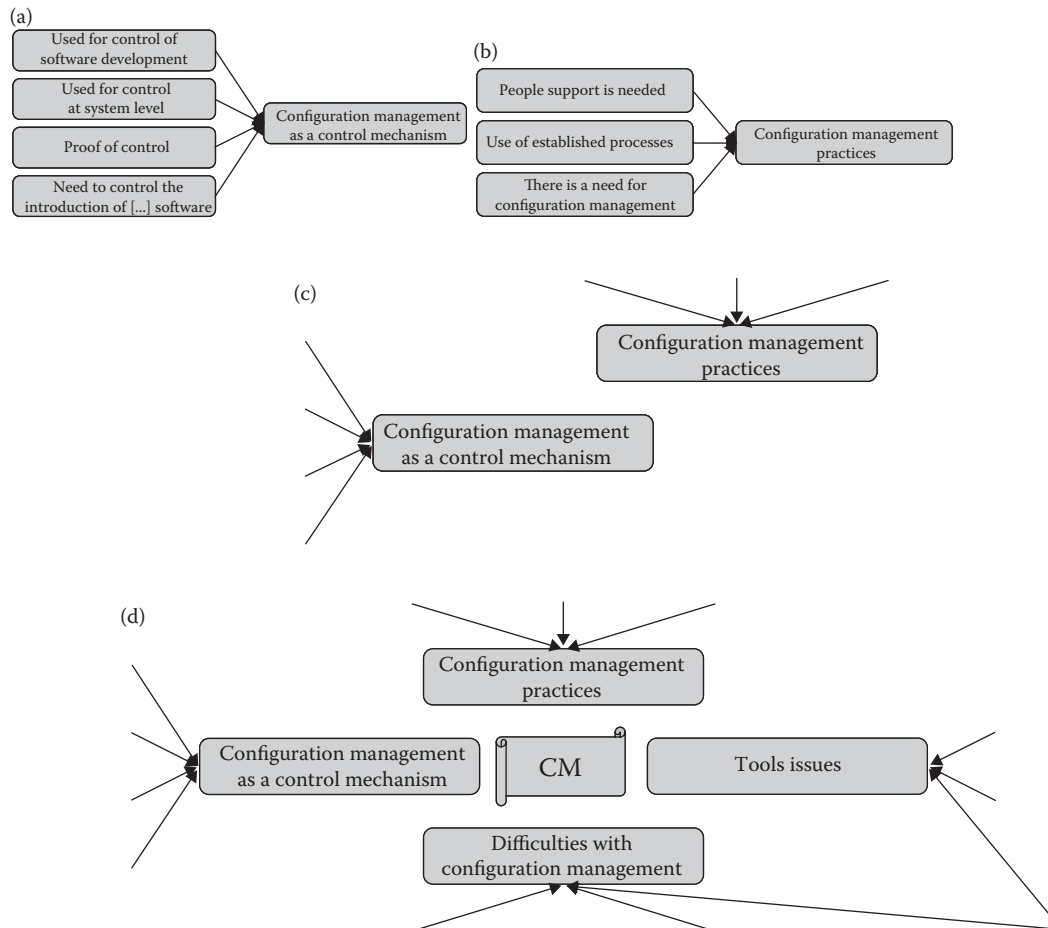 (a)
Used for control of
software development
Used for control
at system level
Proof of control
Need to control the
introduction of [...] software
Configuration management
as a control mechanism
(b)
People support is needed
Use of established processes
There is a need for
configuration management
Configuration management
practices
(c)
Configuration management
practices
Configuration management
as a control mechanism
(d)
Configuration management
practices
Configuration management
as a control mechanism
CM
Tools issues
Difficulties with
configuration management